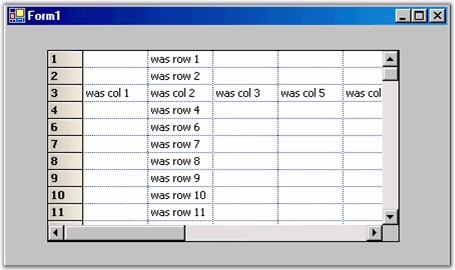 Form1
1 was row 1
2 was row 2
3 was col 1 was col 2 was col 3 was col 5 was col
4 was row 4
6 was row 6
7 was row 7
8 was row 8
9 was row 9
10 was row 10
11 was row 11